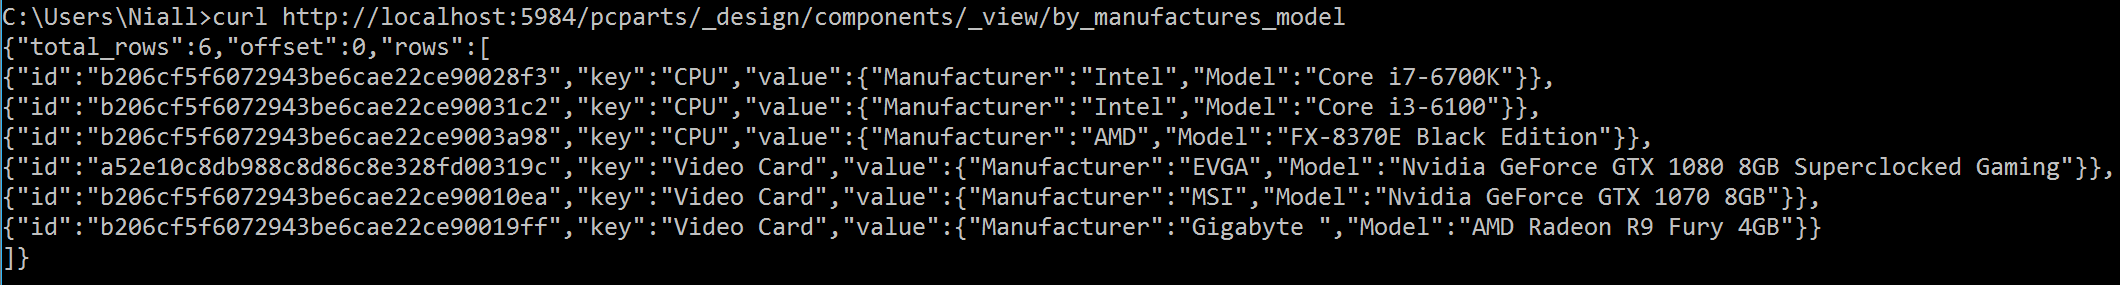 C:\Users\Niall>curl http://localhost:5984/pcparts/_design/components/_view/by_manufactures_model
{"total_rows":6,"offset":0,"rows":[
{"id":"b206cf5f6072943be6cae22ce90028f3","key":"CPU","value":{"Manufacturer":"Intel","Model":"Core i7-6700K"}},
{"id":"b206cf5f6072943be6cae22ce90031c2","key":"CPU","value":{"Manufacturer":"Intel","Model":"Core i3-6100"}},
{"id":"b206cf5f6072943be6cae22ce9003a98","key":"CPU","value":{"Manufacturer":"AMD","Model":"FX-8370E Black Edition"}},
{"id":"a52e10c8db988c8d86c8e328fd00319c","key":"Video Card","value":{"Manufacturer":"EVGA","Model":"Nvidia GeForce GTX 1080 8GB Superclocked Gaming"}},
{"id":"b206cf5f6072943be6cae22ce90010ea","key":"Video Card","value":{"Manufacturer":"MSI","Model":"Nvidia GeForce GTX 1070 8GB"}},
{"id":"b206cf5f6072943be6cae22ce90019ff","key":"Video Card","value":{"Manufacturer":"Gigabyte ","Model":"AMD Radeon R9 Fury 4GB"}}
]}